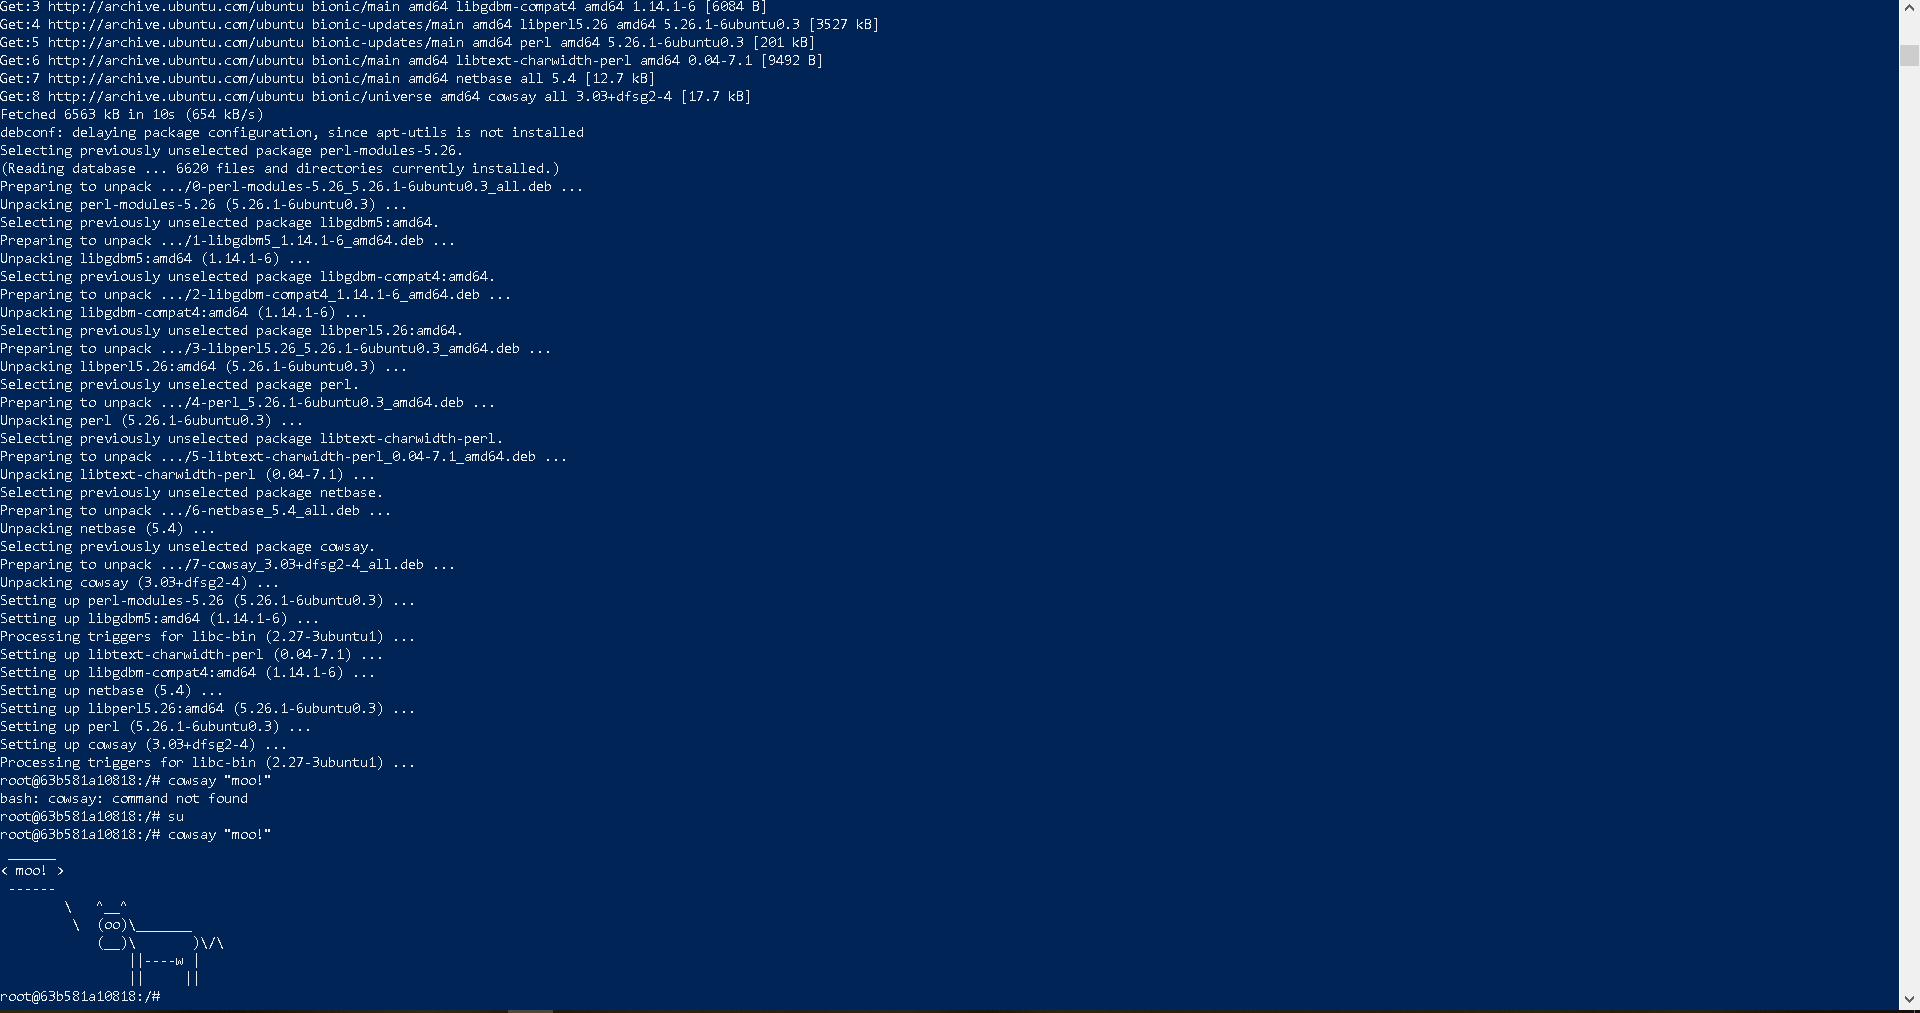 Get:3 http://archive.ubuntu.com/ubuntu bionic/main amd64 libgdbm-compat4 amd64 1.14.1-6 [6084 B]
Get:4 http://archive.ubuntu.com/ubuntu bionic-updates/main amd64 libperl5.26 amd64 5.26.1-6ubuntu0.3 [3527 kB]
Get:5 http://archive.ubuntu.com/ubuntu bionic-updates/main amd64 perl amd64 5.26.1-6ubuntu0.3 [201 kB]
Get:6 http://archive.ubuntu.com/ubuntu bionic/main amd64 libtext-charwidth-perl amd64 0.04-7.1 [9492 B]
Get:7 http://archive.ubuntu.com/ubuntu bionic/main amd64 netbase all 5.4 [12.7 kB]
Get:8 http://archive.ubuntu.com/ubuntu bionic/universe amd64 cowsay all 3.03+dfsg2-4 [17.7 kB]
Fetched 6563 kB in 10s (654 kB/s)
debconf: delaying package configuration, since apt-utils is not installed
Selecting previously unselected package perl-modules-5.26.
(Reading database ... 6620 files and directories currently installed.)
Preparing to unpack .../0-perl-modules-5.26_5.26.1-6ubuntu0.3_all.deb ...
Unpacking perl-modules-5.26 (5.26.1-6ubuntu0.3) ...
Selecting previously unselected package libgdbm5:amd64.
Preparing to unpack .../1-libgdbm5_1.14.1-6_amd64.deb ...
Unpacking libgdbm5:amd64 (1.14.1-6) ...
Selecting previously unselected package libgdbm-compat4:amd64.
Preparing to unpack .../2-libgdbm-compat4_1.14.1-6_amd64.deb ...
Unpacking libgdbm-compat4:amd64 (1.14.1-6) ...
Selecting previously unselected package libperl5.26:amd64.
Preparing to unpack .../3-libperl5.26_5.26.1-6ubuntu0.3_amd64.deb ...
Unpacking libperl5.26:amd64 (5.26.1-6ubuntu0.3) ...
Selecting previously unselected package perl.
Preparing to unpack .../4-perl_5.26.1-6ubuntu0.3_amd64.deb ...
Unpacking perl (5.26.1-6ubuntu0.3) ...
Selecting previously unselected package libtext-charwidth-perl.
Preparing to unpack .../5-libtext-charwidth-perl_0.04-7.1_amd64.deb ...
Unpacking libtext-charwidth-perl (0.04-7.1) ...
Selecting previously unselected package netbase.
Preparing to unpack .../6-netbase_5.4_all.deb ...
Unpacking netbase (5.4) ...
Selecting previously unselected package cowsay.
Preparing to unpack .../7-cowsay_3.03+dfsg2-4_all.deb ...
Unpacking cowsay (3.03+dfsg2-4) ...
Setting up perl-modules-5.26 (5.26.1-6ubuntu0.3) ...
Setting up libgdbm5:amd64 (1.14.1-6) ...
Processing triggers for libc-bin (2.27-3ubuntu1) ...
Setting up libtext-charwidth-perl (0.04-7.1) ...
Setting up libgdbm-compat4:amd64 (1.14.1-6) ...
Setting up netbase (5.4) ...
Setting up libperl5.26:amd64 (5.26.1-6ubuntu0.3) ...
Setting up perl (5.26.1-6ubuntu0.3) ...
Setting up cowsay (3.03+dfsg2-4) ...
Processing triggers for libc-bin (2.27-3ubuntu1) ...
root@63b581a10818:/# cowsay "moo!"
bash: cowsay: command not found
root@63b581a10818:/# su
root@63b581a10818:/# cowsay "moo!"
 ______
< moo! >
 ------
        \   ^__^
         \  (oo)\_______
            (__)\       )\/\
                ||----w |
                ||     ||
root@63b581a10818:/#